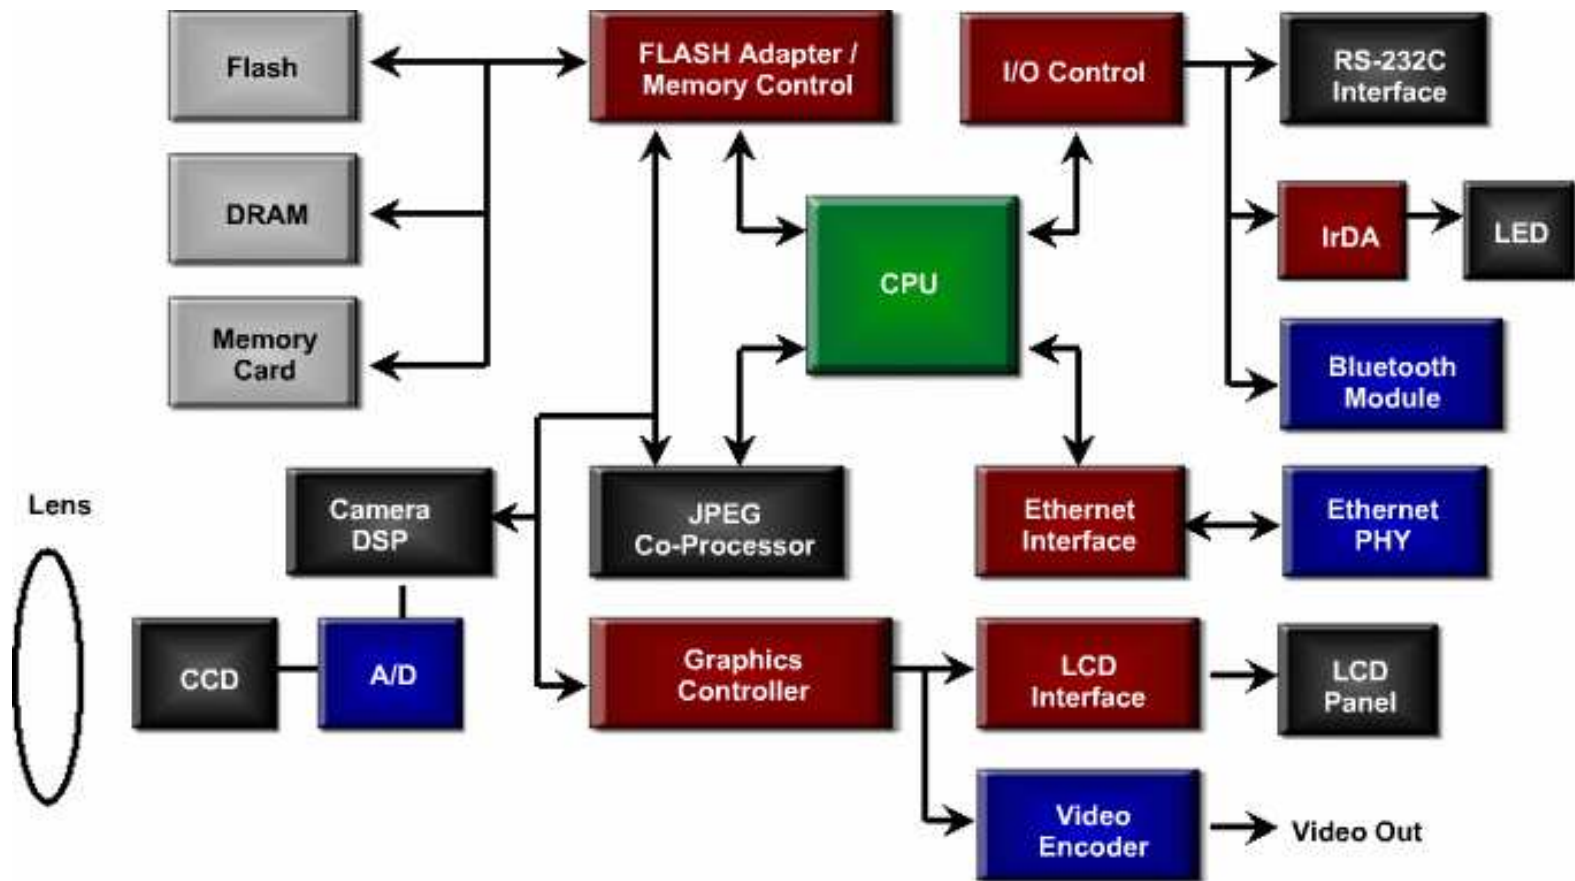 Flash
FLASH Adapter /
Memory Control
I/O Control
RS-232C
Interface
DRAM
IrDA
LED
CPU
Memory
Card
Bluetooth
Module
Lens
Camera
DSP
JPEG
Co-Processor
Ethernet
Interface
Ethernet
PHY
CCD
A/D
Graphics
Controller
LCD
Interface
LCD
Panel
Video
Encoder
Video Out